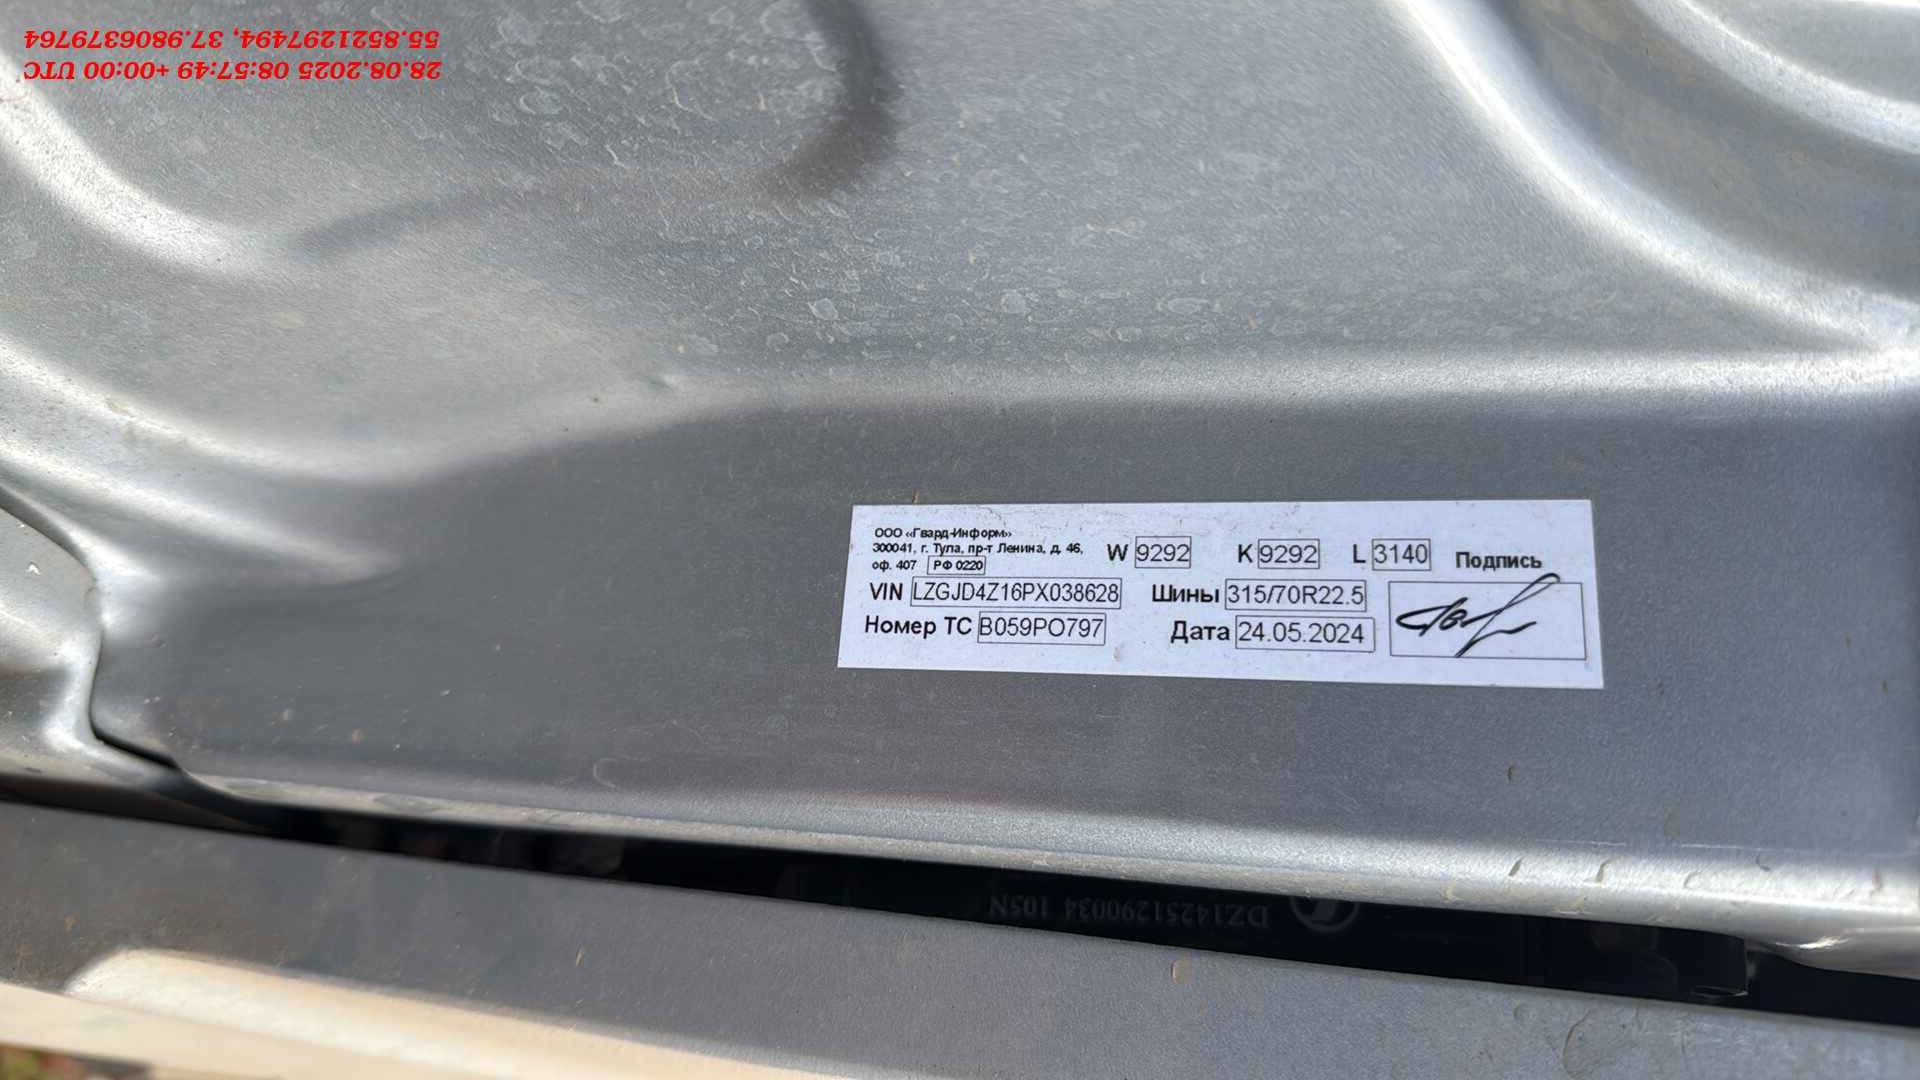 28.08.2025 08:57:49 +00:00 UTC
55.8521297494, 37.9806379764
ООО «Гвард-Информ»
300041, г. Тула, пр-т Ленина, д. 46,
оф. 407 РФ 0220
W 9292 K 9292 L 3140 Подпись
VIN LZGJD4Z16PX038628 Шины 315/70R22.5
Номер ТС В059РО797 Дата 24.05.2024
DZ14251290034 105N